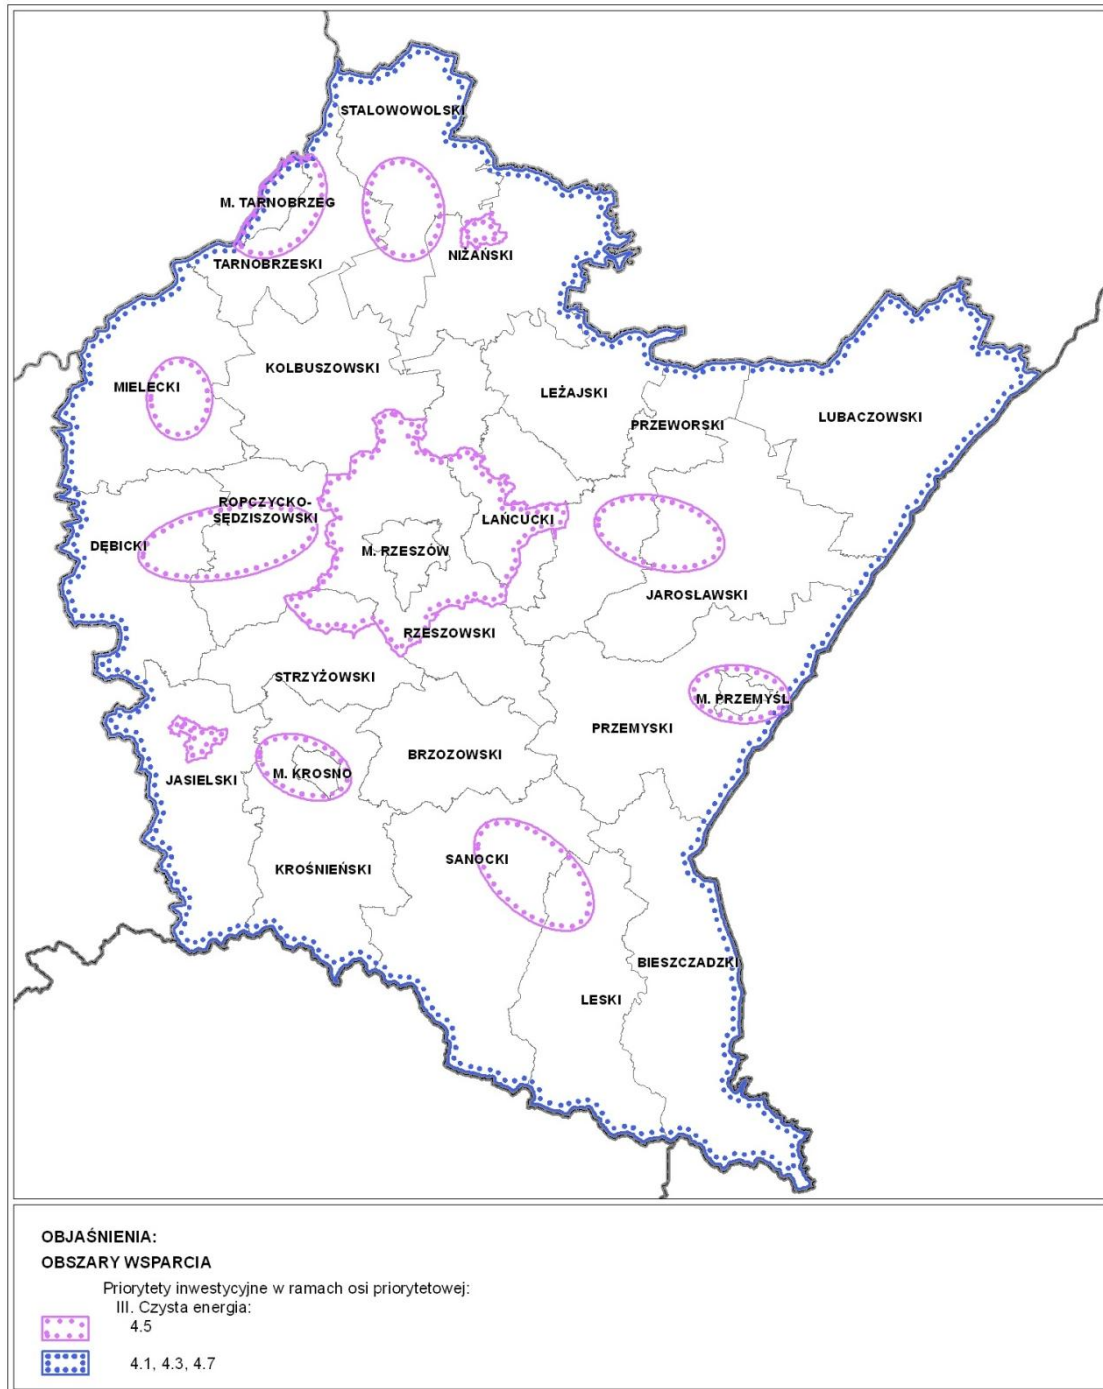 STALOWOWOLSKI
M. TARNOBRZEG
NIŻAŃSKI
TARNOBRZESKI
KOLBUSZOWSKI
MIELECKI
LEŻAJSKI
LUBACZOWSKI
PRZEWORSKI
ROPCZYCKO-
SĘDZISZOWSKI
ŁAŃCUCKI
DĘBICKI
M. RZESZÓW
JAROSLAWSKI
RZESZOWSKI
STRZYŻOWSKI
M. PRZEMYŚL
PRZEMYSKI
BRZOZOWSKI
M. KROSNO
JASIELSKI
SANOCKI
KROŚNIEŃSKI
BIESZCZADZKI
LESKI
OBJAŚNIENIA:
OBSZARY WSPARCIA
Priorytety inwestycyjne w ramach osi priorytetowej:
III. Czysta energia:
4.5
4.1, 4.3, 4.7